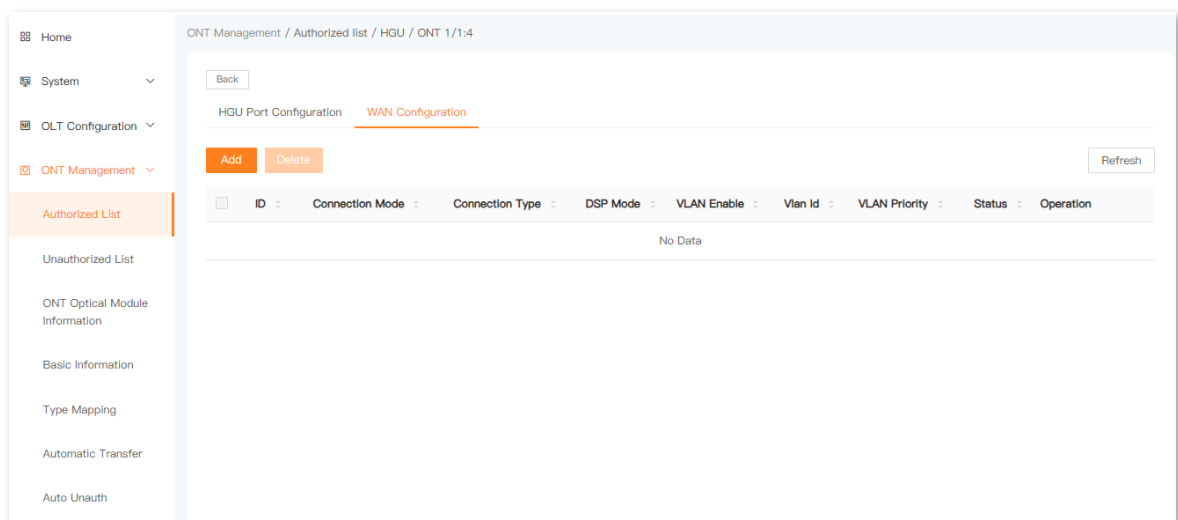 Home
System
OLT Configuration
ONT Management
Authorized List
Unauthorized List
ONT Optical Module
Information
Basic Information
Type Mapping
Automatic Transfer
Auto Unauth
ONT Management / Authorized list / HGU / ONT 1/1:4
Back
HGU Port Configuration WAN Configuration
Add Delete Refresh
ID Connection Mode Connection Type DSP Mode VLAN Enable Vlan Id VLAN Priority Status Operation
No Data